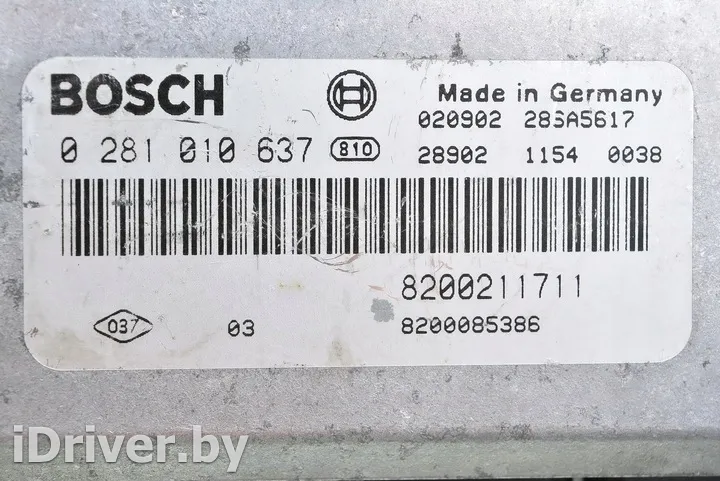 BOSCH
Made in Germany
020902 28SA5617
0 281 010 637 810
28902 1154 0038
8200211711
037 03
8200085386
iDriver.by